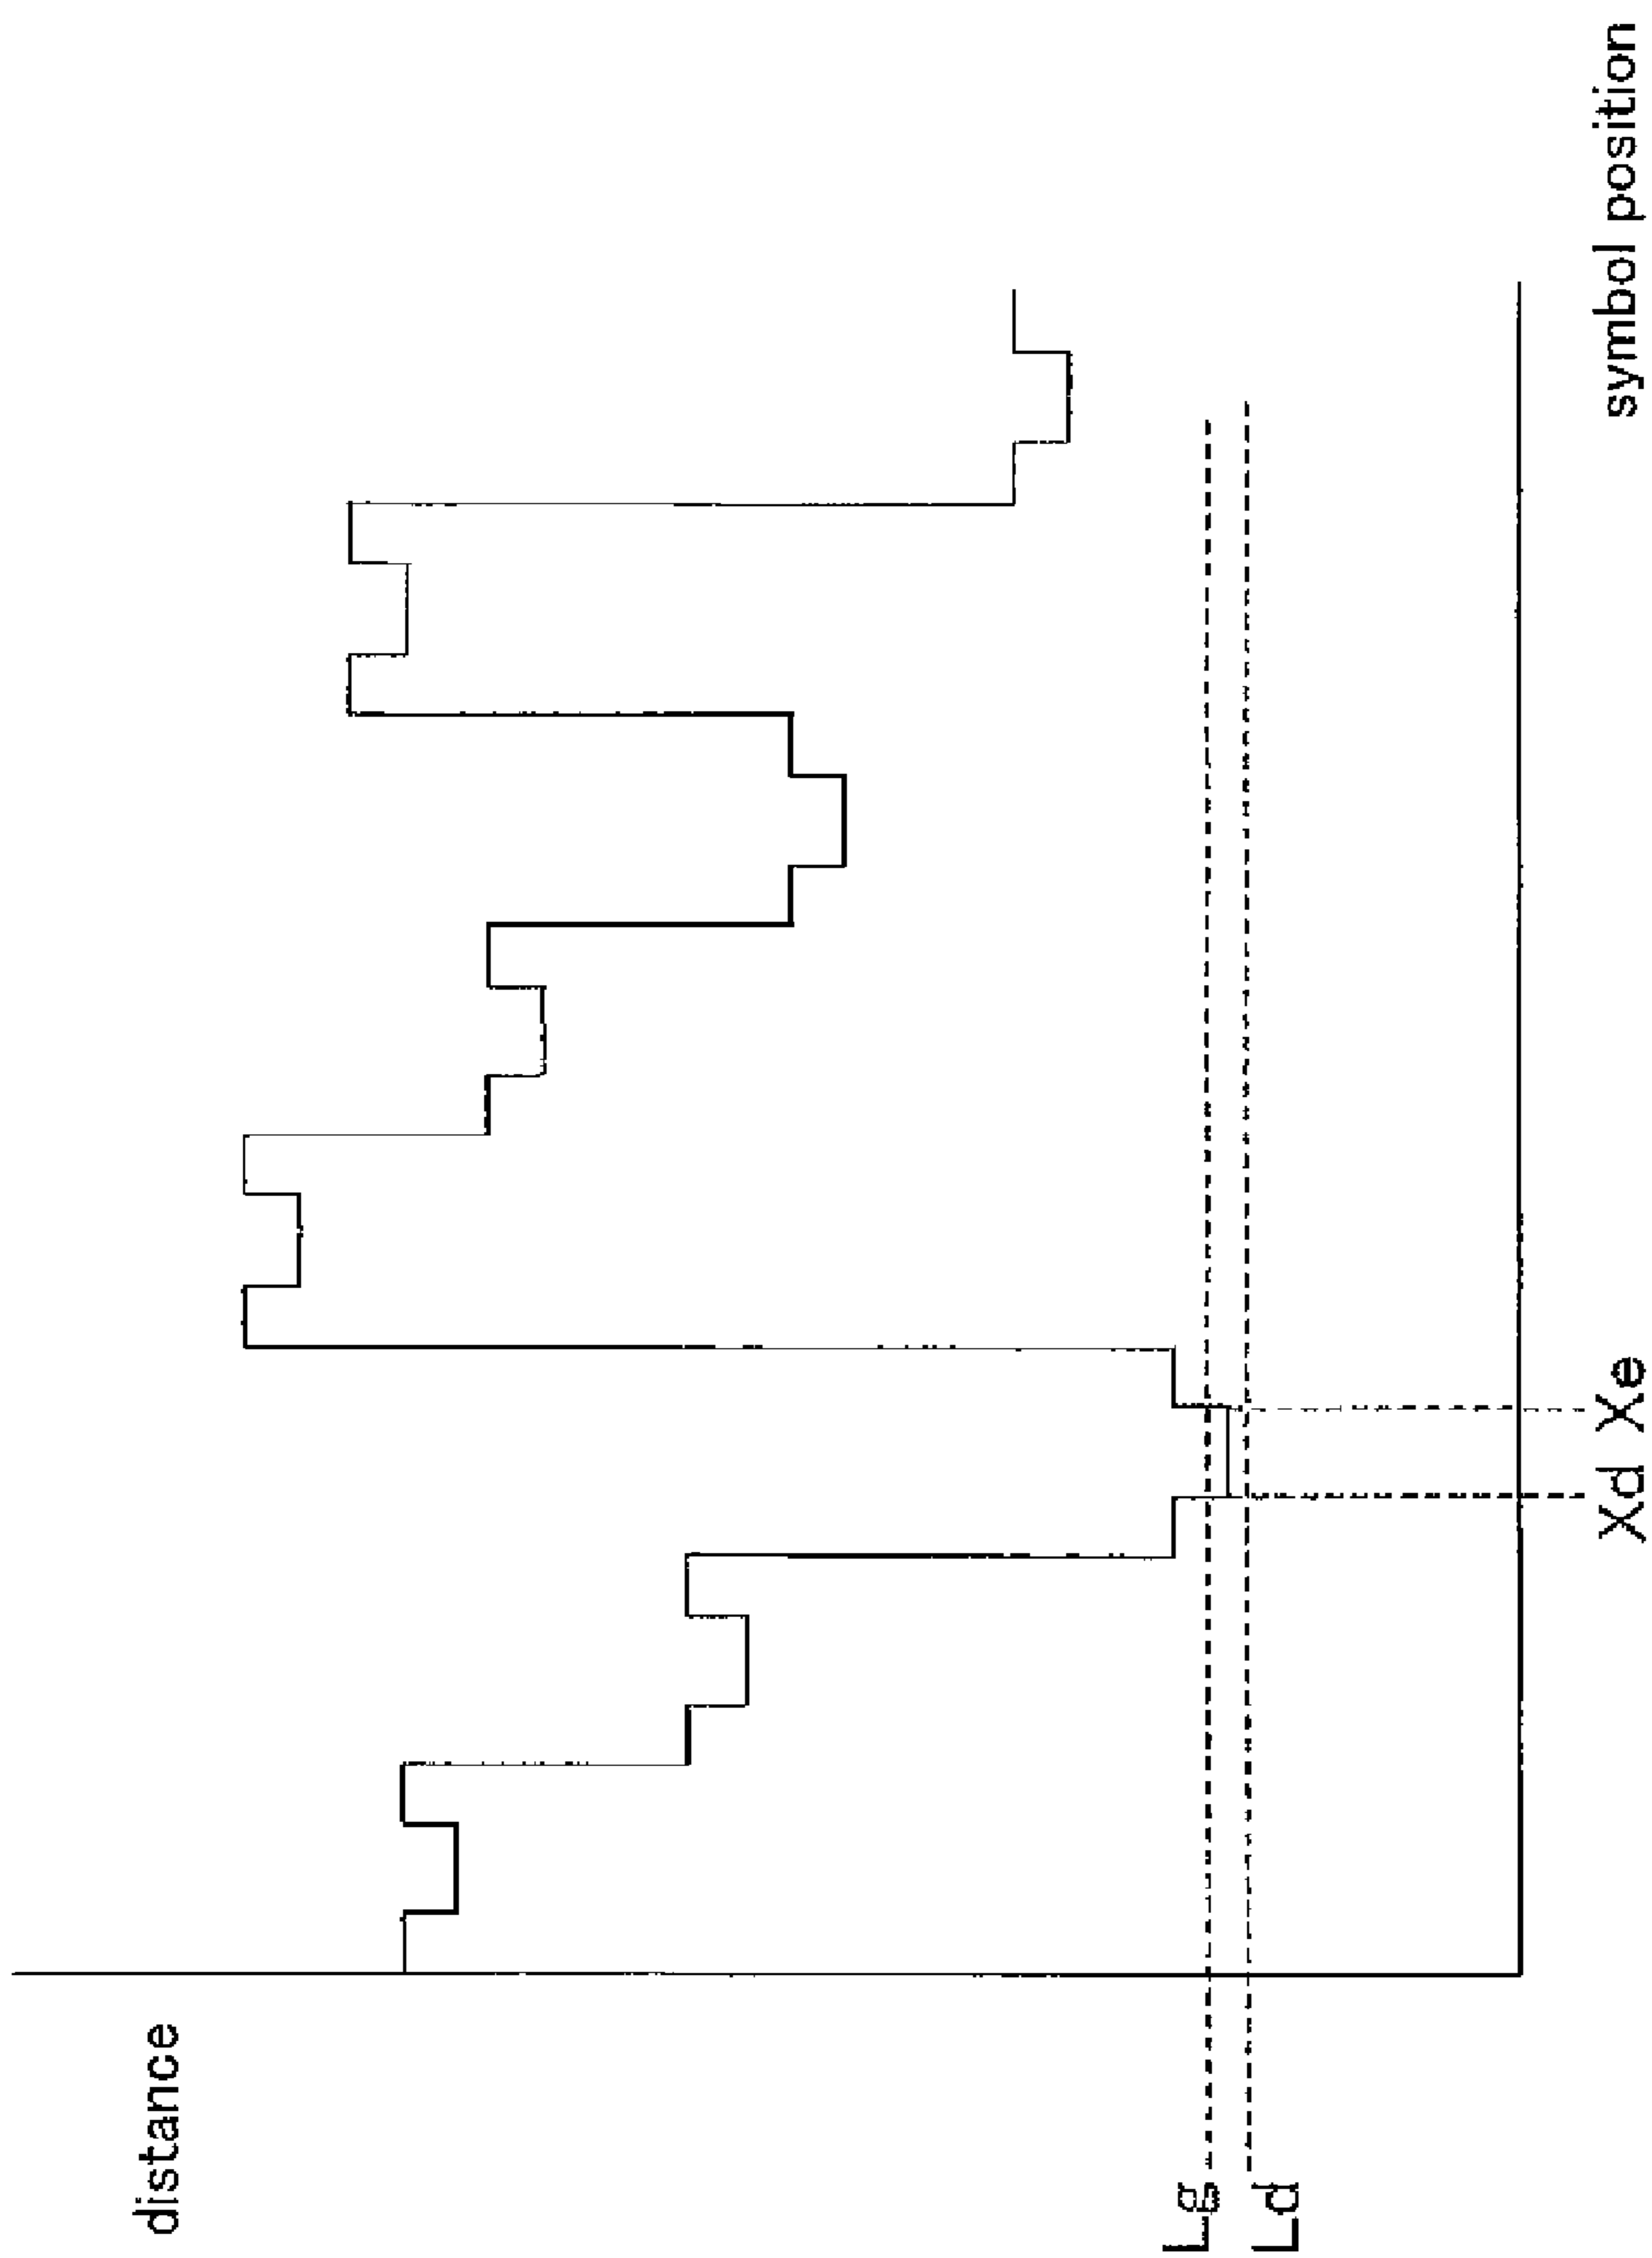 distance
Lg
Ld
Xd Xe
symbol position